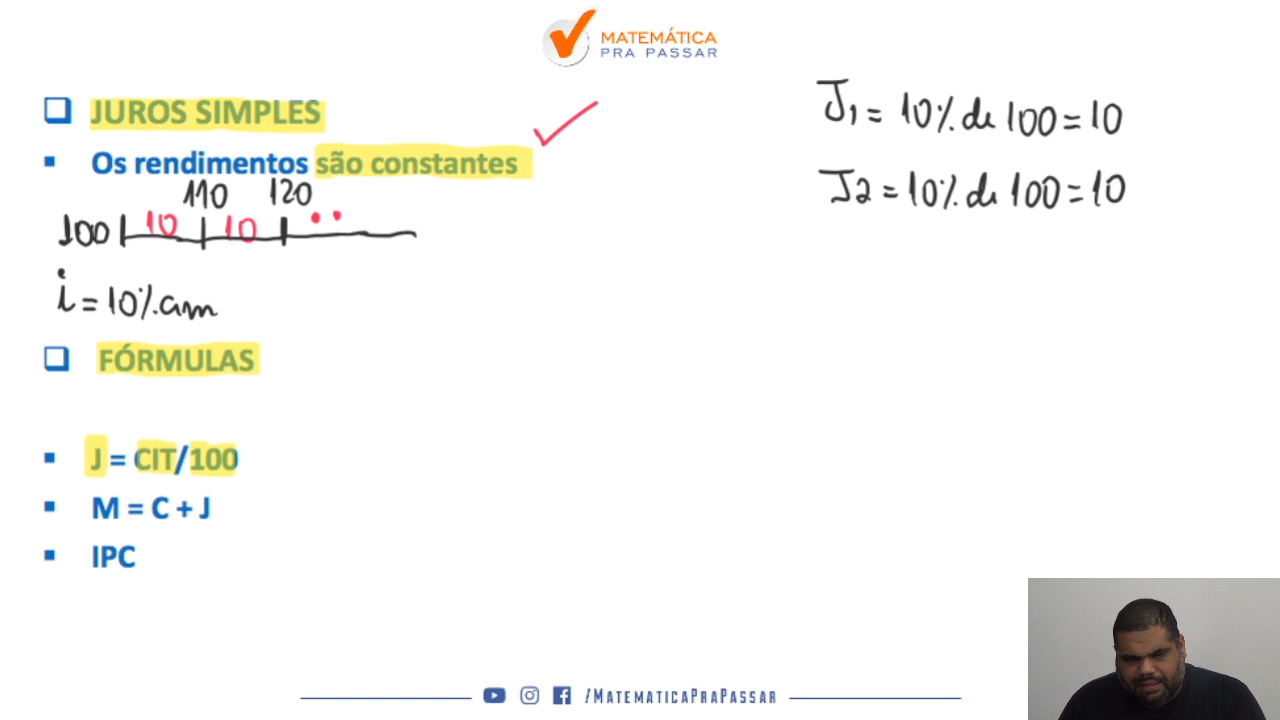 MATEMÁTICA
PRA PASSAR
JUROS SIMPLES
Os rendimentos são constantes
110 120
100 10 10
i = 10% am
FÓRMULAS
J = CIT/100
M = C + J
IPC
J1 = 10% de 100 = 10
J2 = 10% de 100 = 10
/MATEMATICAPRAPASSAR